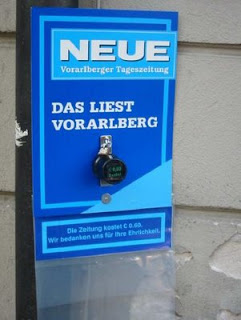 NEUE
Vorarlberger Tageszeitung
DAS LIEST
VORARLBERG
Die Zeitung kostet € 0,60.
Wir bedanken uns für Ihre Ehrlichkeit.